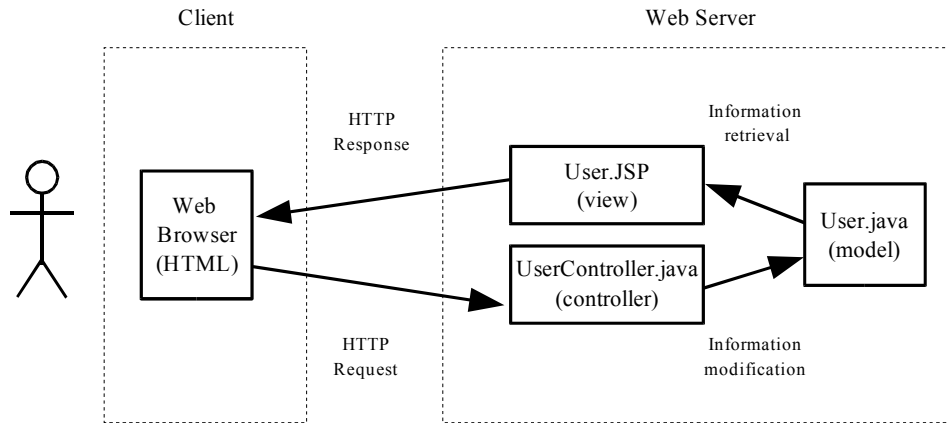 Client
Web Server
HTTP
Response
Information
retrieval
User.JSP
(view)
Web
Browser
(HTML)
User.java
(model)
UserController.java
(controller)
HTTP
Request
Information
modification